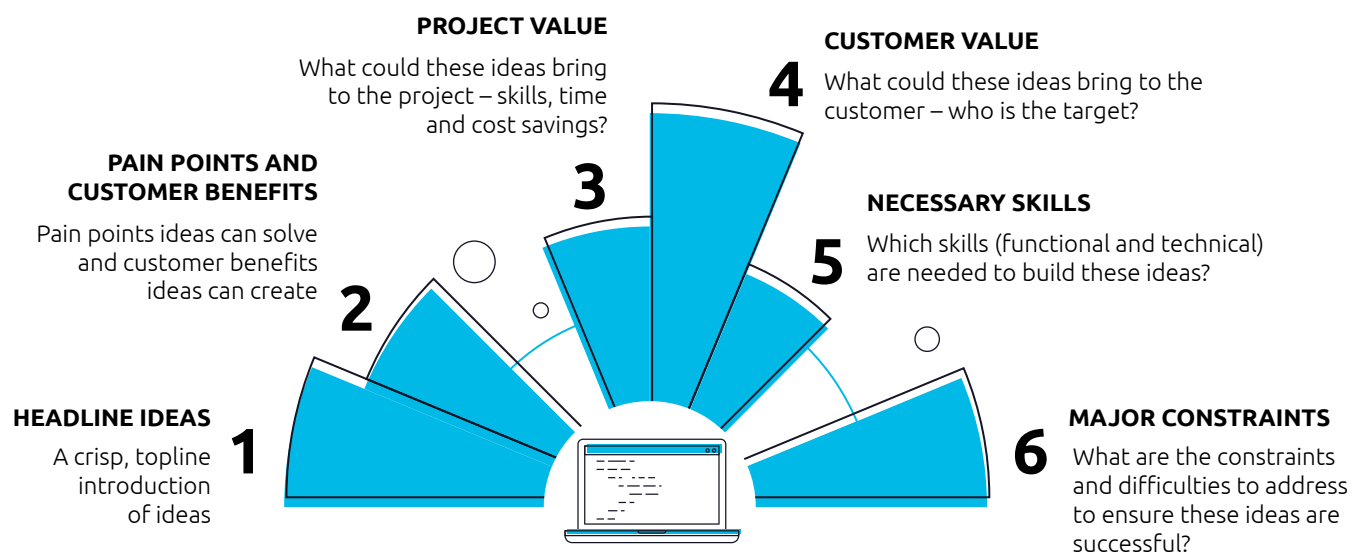 1
HEADLINE IDEAS
A crisp, topline
introduction
of ideas
2
PAIN POINTS AND
CUSTOMER BENEFITS
Pain points ideas can solve
and customer benefits
ideas can create
3
PROJECT VALUE
What could these ideas bring
to the project – skills, time
and cost savings?
4
CUSTOMER VALUE
What could these ideas bring to the
customer – who is the target?
5
NECESSARY SKILLS
Which skills (functional and technical)
are needed to build these ideas?
6
MAJOR CONSTRAINTS
What are the constraints
and difficulties to address
to ensure these ideas are
successful?